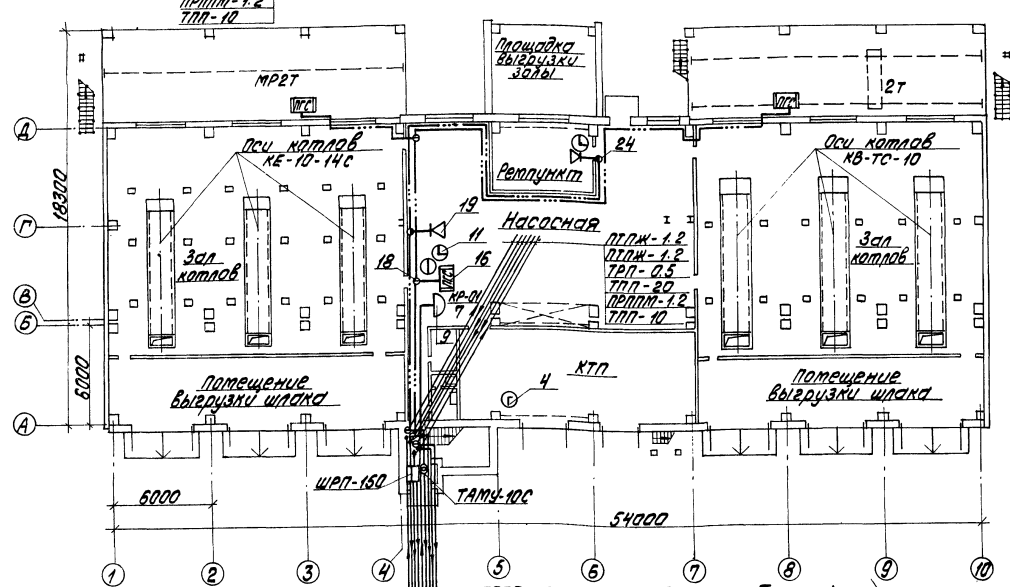 ПРППМ-1.2
ТПП-10
МР2Т
Площадка
выгрузки
золы
2т
ПГС
ПГС
Д
Оси котлов
КЕ-10-14С
24
Ремпункт
Оси котлов
КВ-ТС-10
18300
Г
19
Насосная
11
ПТПЖ-1.2
ПТПЖ-1.2
ТРП-0.5
ТПП-20
ПРППМ-1.2
ТПП-10
Зал
котлов
18
16
Зал
котлов
В
Б
КР-01
7
9
6000
КТП
Г
4
Помещение
выгрузки шлака
Помещение
выгрузки шлака
А
ШРП-150
ТАМУ-10С
6000
54000
1
2
3
4
5
6
7
8
9
10